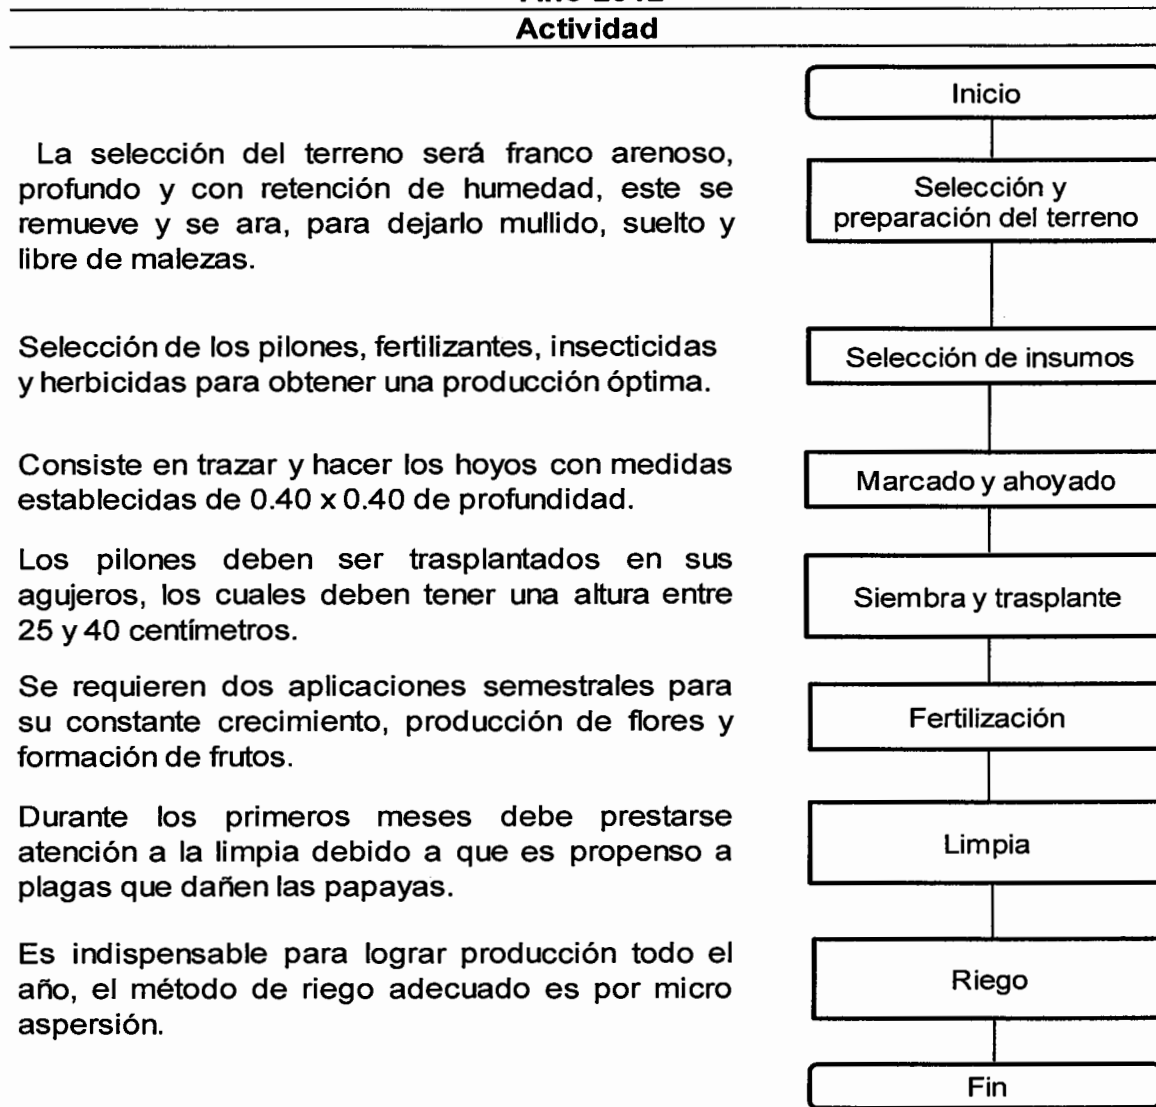 Actividad
Inicio
La selección del terreno será franco arenoso,
profundo y con retención de humedad, este se
remueve y se ara, para dejarlo mullido, suelto y
libre de malezas.
Selección y
preparación del terreno
Selección de los pilones, fertilizantes, insecticidas
y herbicidas para obtener una producción óptima.
Selección de insumos
Consiste en trazar y hacer los hoyos con medidas
establecidas de 0.40 x 0.40 de profundidad.
Marcado y ahoyado
Los pilones deben ser trasplantados en sus
agujeros, los cuales deben tener una altura entre
25 y 40 centímetros.
Siembra y trasplante
Se requieren dos aplicaciones semestrales para
su constante crecimiento, producción de flores y
formación de frutos.
Fertilización
Durante los primeros meses debe prestarse
atención a la limpia debido a que es propenso a
plagas que dañen las papayas.
Limpia
Es indispensable para lograr producción todo el
año, el método de riego adecuado es por micro
aspersión.
Riego
Fin